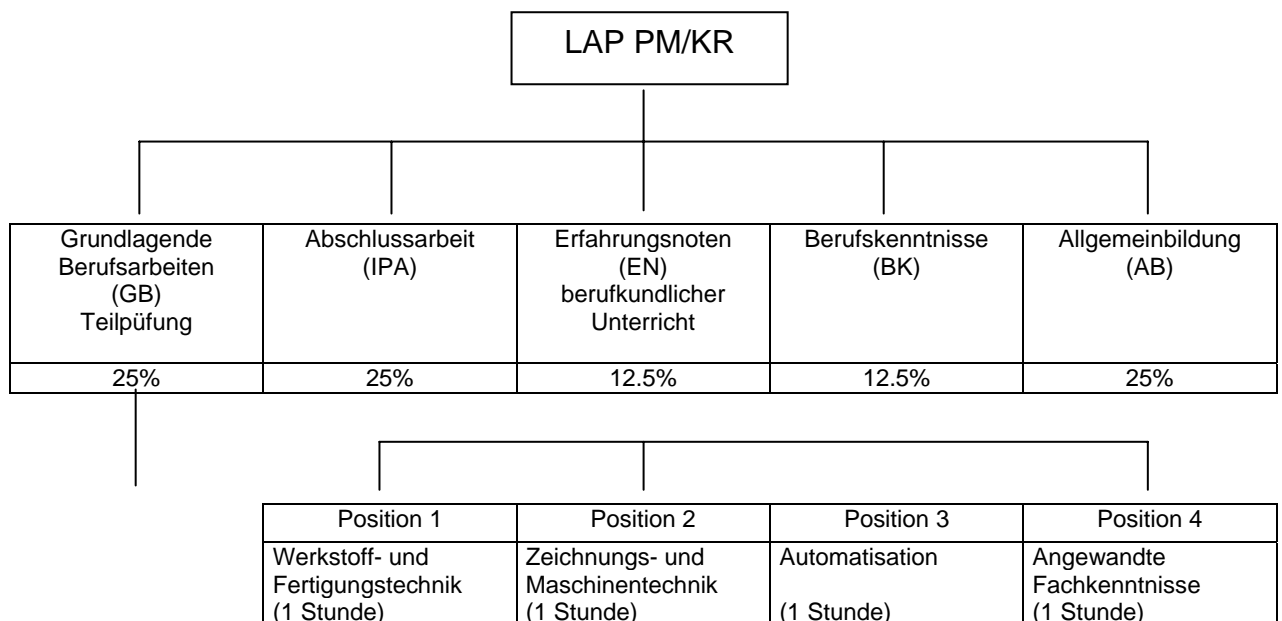 LAP PM/KR
Grundlagende
Berufsarbeiten
(GB)
Teilpüfung
25%
Abschlussarbeit
(IPA)
25%
Erfahrungsnoten
(EN)
berufkundlicher
Unterricht
12.5%
Berufskenntnisse
(BK)
12.5%
Allgemeinbildung
(AB)
25%
Position 1
Werkstoff- und
Fertigungstechnik
(1 Stunde)
Position 2
Zeichnungs- und
Maschinentechnik
(1 Stunde)
Position 3
Automatisation
(1 Stunde)
Position 4
Angewandte
Fachkenntnisse
(1 Stunde)